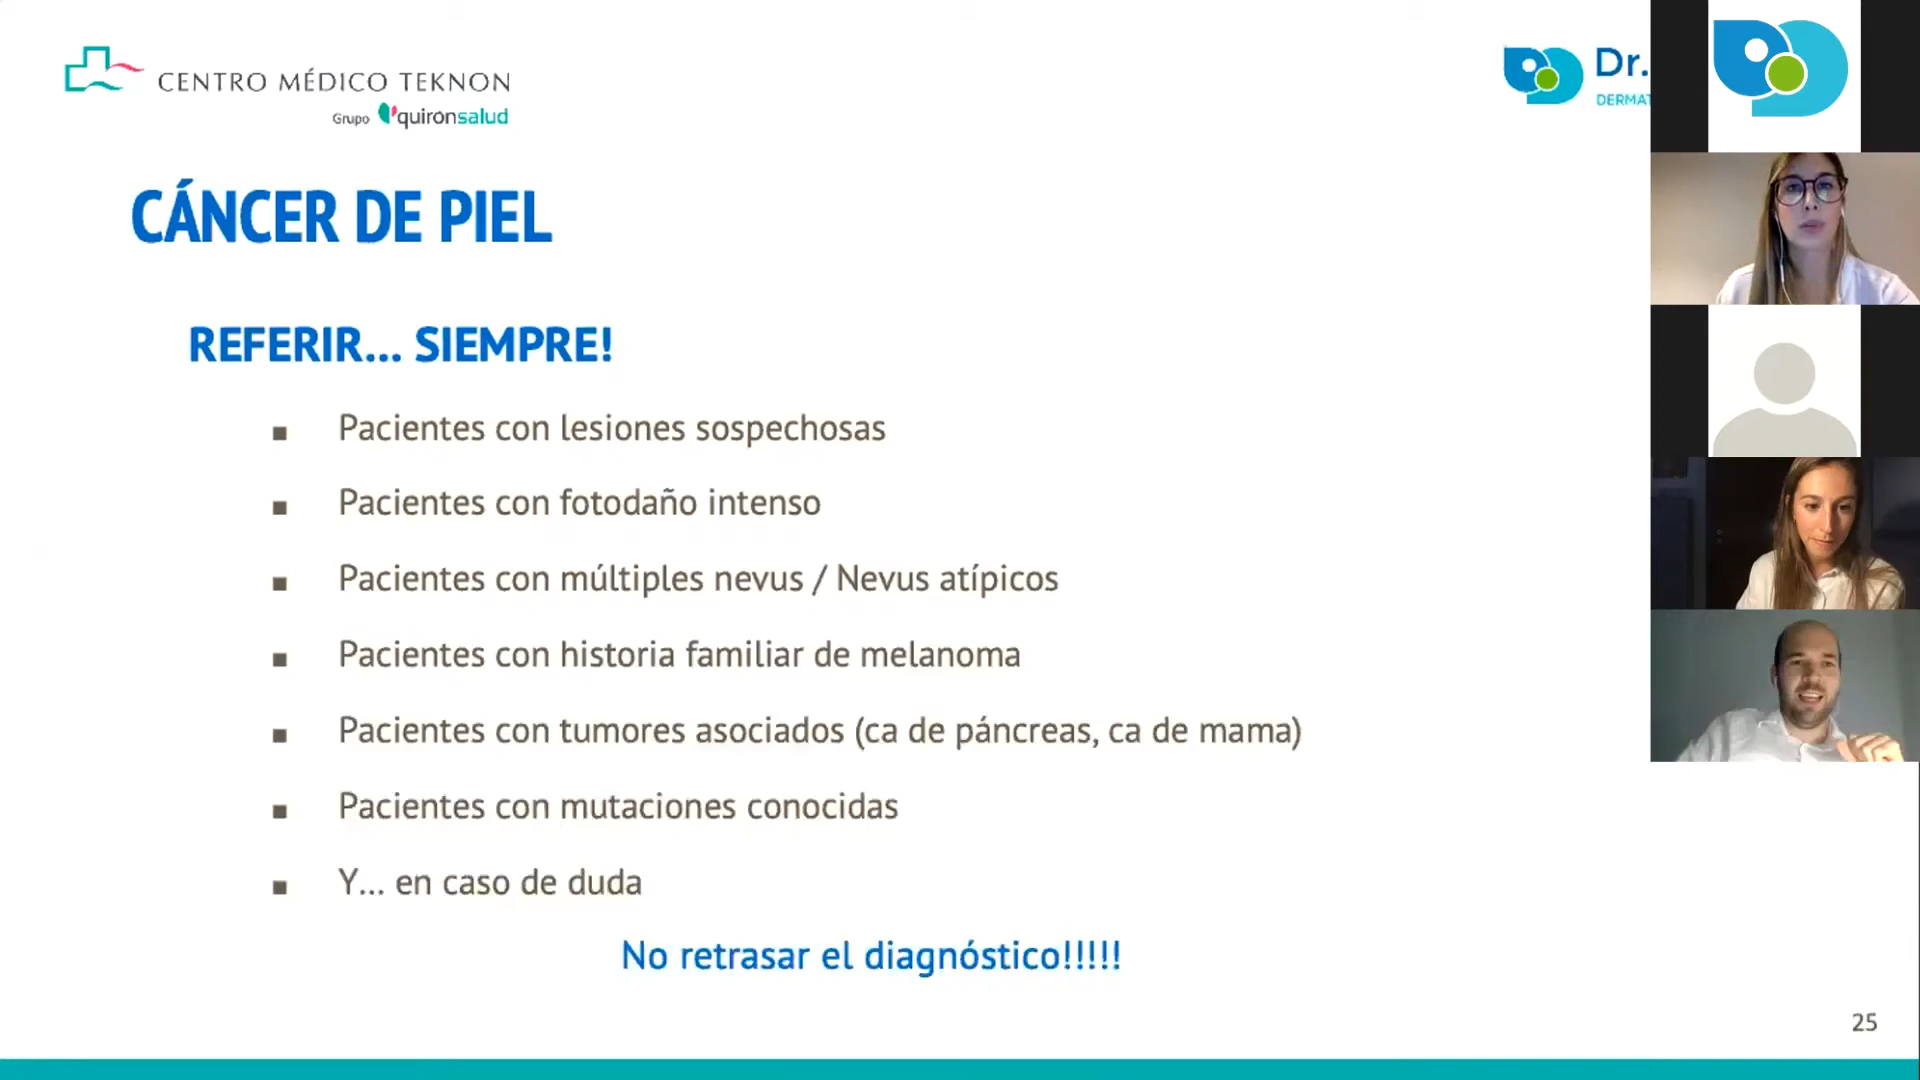 CENTRO MÉDICO TEKNON
Grupo quirónsalud
Dr.
CÁNCER DE PIEL
REFERIR... SIEMPRE!
Pacientes con lesiones sospechosas
Pacientes con fotodaño intenso
Pacientes con múltiples nevus / Nevus atípicos
Pacientes con historia familiar de melanoma
Pacientes con tumores asociados (ca de páncreas, ca de mama)
Pacientes con mutaciones conocidas
Y... en caso de duda
No retrasar el diagnóstico!!!!!
25